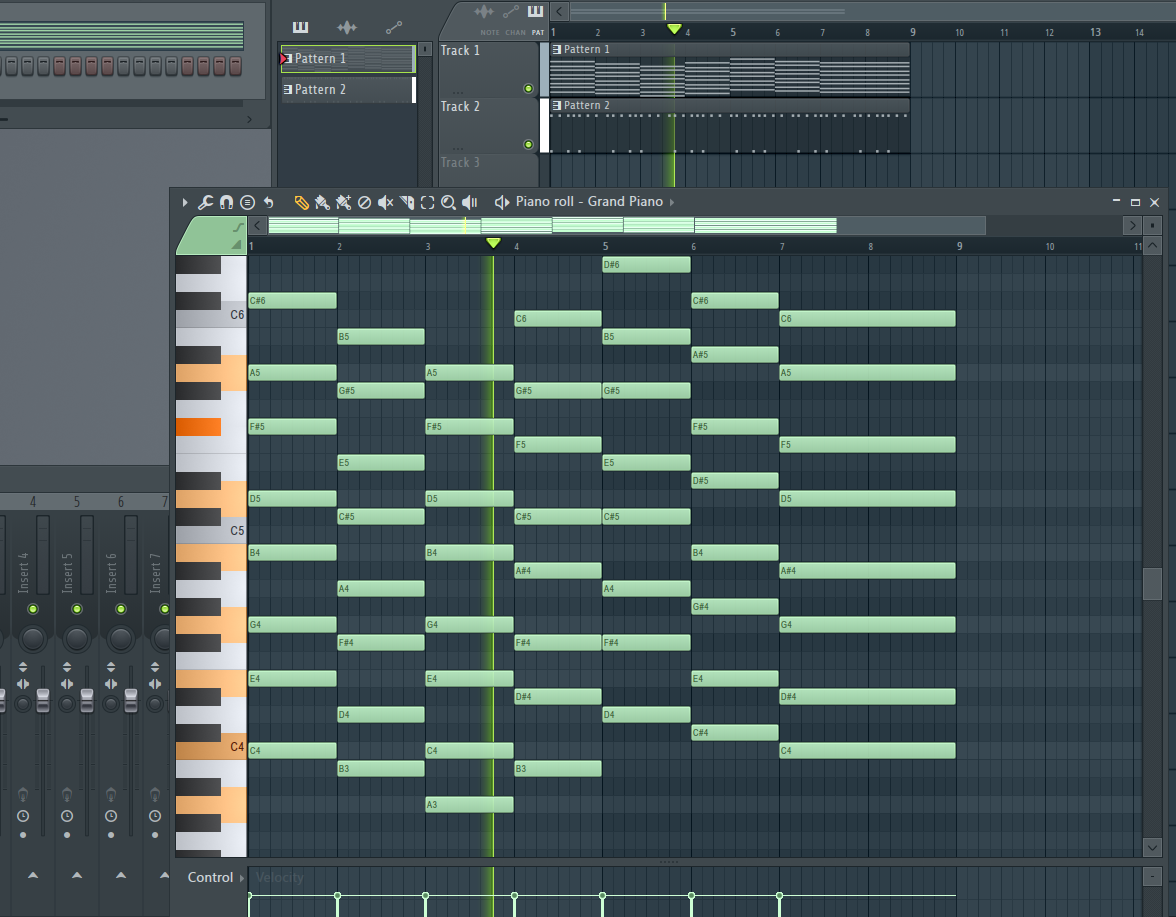 NOTE CHAN PAT
1 2 3 4 5 6 7 8 9 10 11 12 13 14
Pattern 1
Pattern 2
Track 1
Pattern 1
...
Track 2
Pattern 2
...
Track 3
Piano roll - Grand Piano
1 2 3 4 5 6 7 8 9 10 11
D#6
C#6 C#6
C6 C6 C6
B5 B5
A#5
A5 A5 A5
G#5 G#5 G#5
F#5 F#5 F#5
F5 F5
E5 E5
D#5
D5 D5 D5
C#5 C#5 C#5
C5
B4 B4 B4
A#4 A#4
A4 A4
G#4
G4 G4 G4
F#4 F#4 F#4
E4 E4 E4
D#4 D#4
D4 D4
C#4
C4 C4 C4 C4
B3 B3
A3
4 5 6 7
Insert 4 Insert 5 Insert 6 Insert 7
Control Velocity